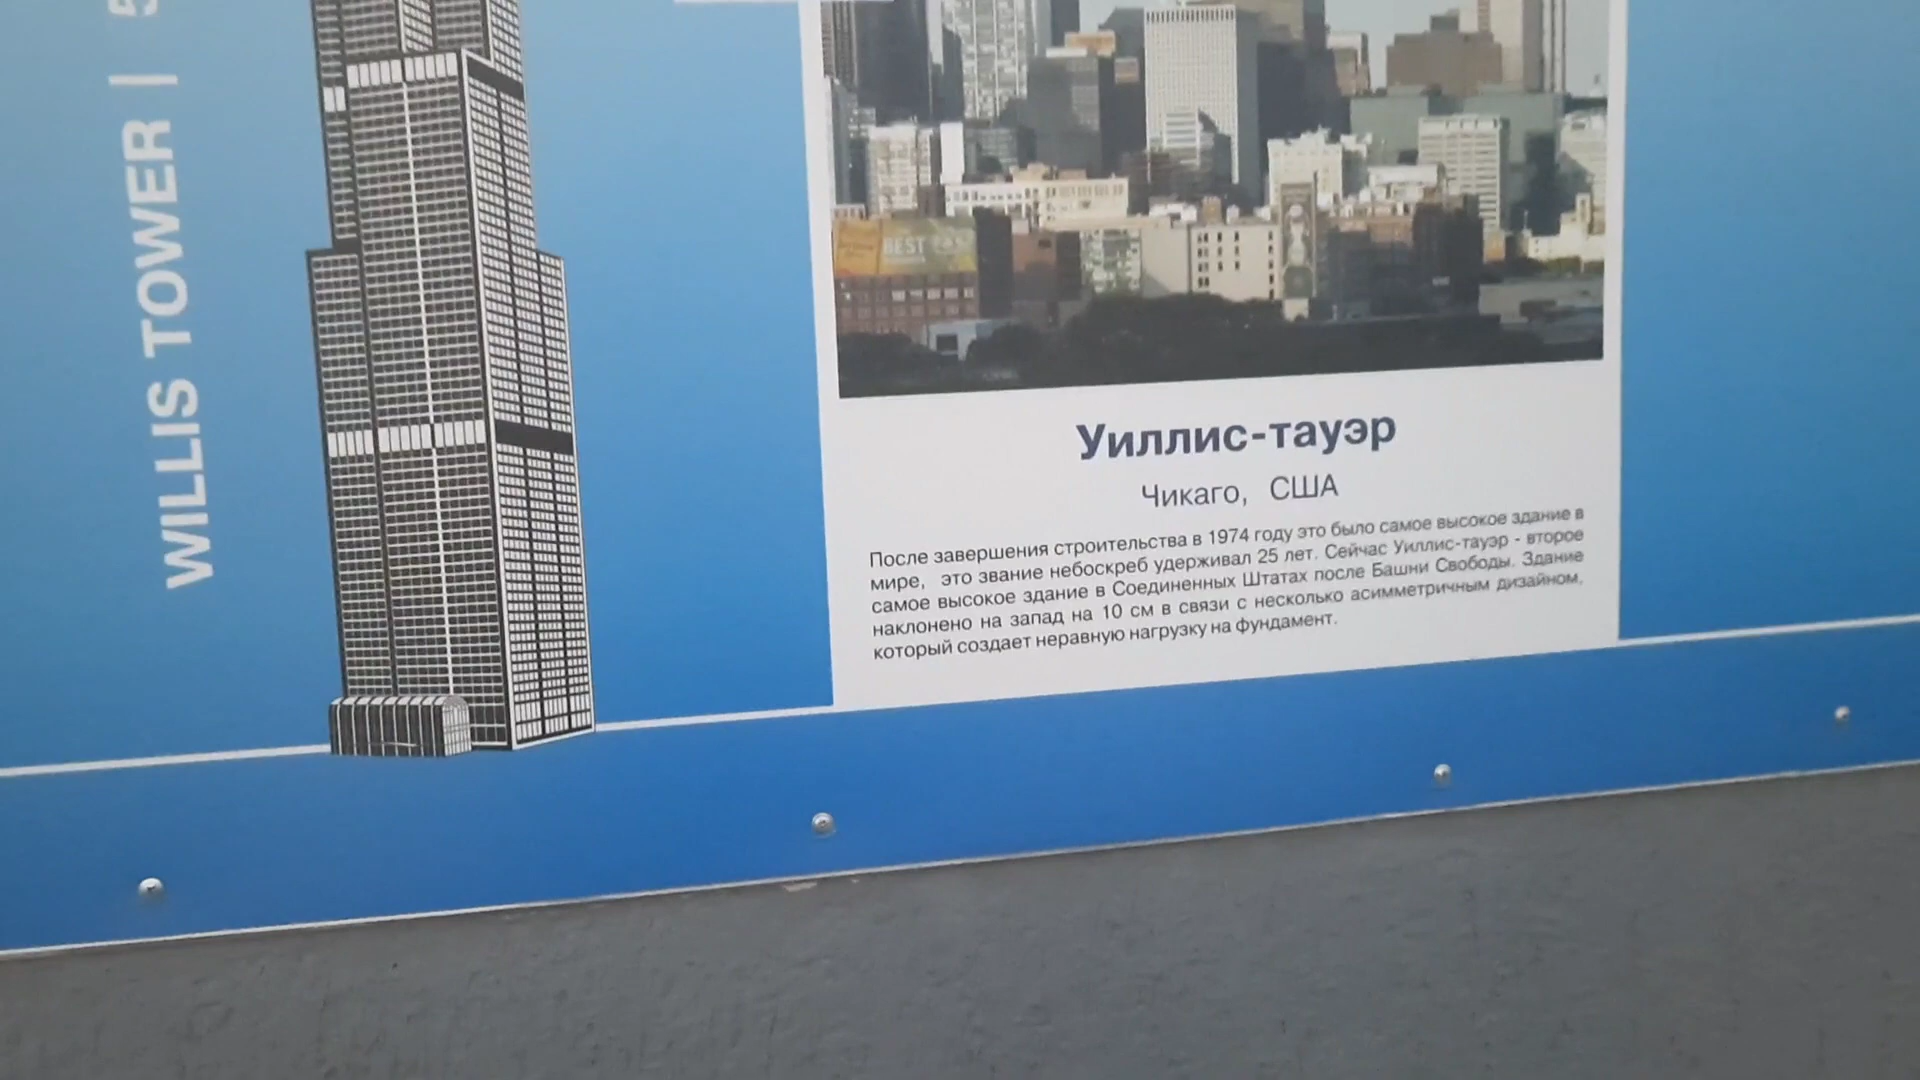 WILLIS TOWER | 5
BEST
Уиллис-тауэр
Чикаго, США
После завершения строительства в 1974 году это было самое высокое здание в
мире, это звание небоскреб удерживал 25 лет. Сейчас Уиллис-тауэр - второе
самое высокое здание в Соединенных Штатах после Башни Свободы. Здание
наклонено на запад на 10 см в связи с несколько асимметричным дизайном,
который создает неравную нагрузку на фундамент.